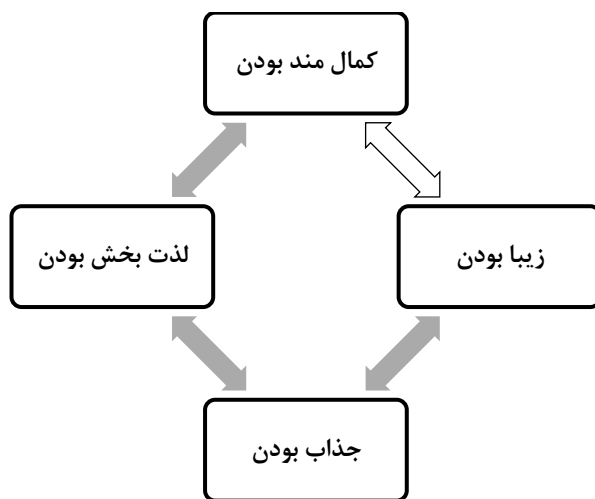 کمال مند بودن
زیبا بودن
لذت بخش بودن
جذاب بودن